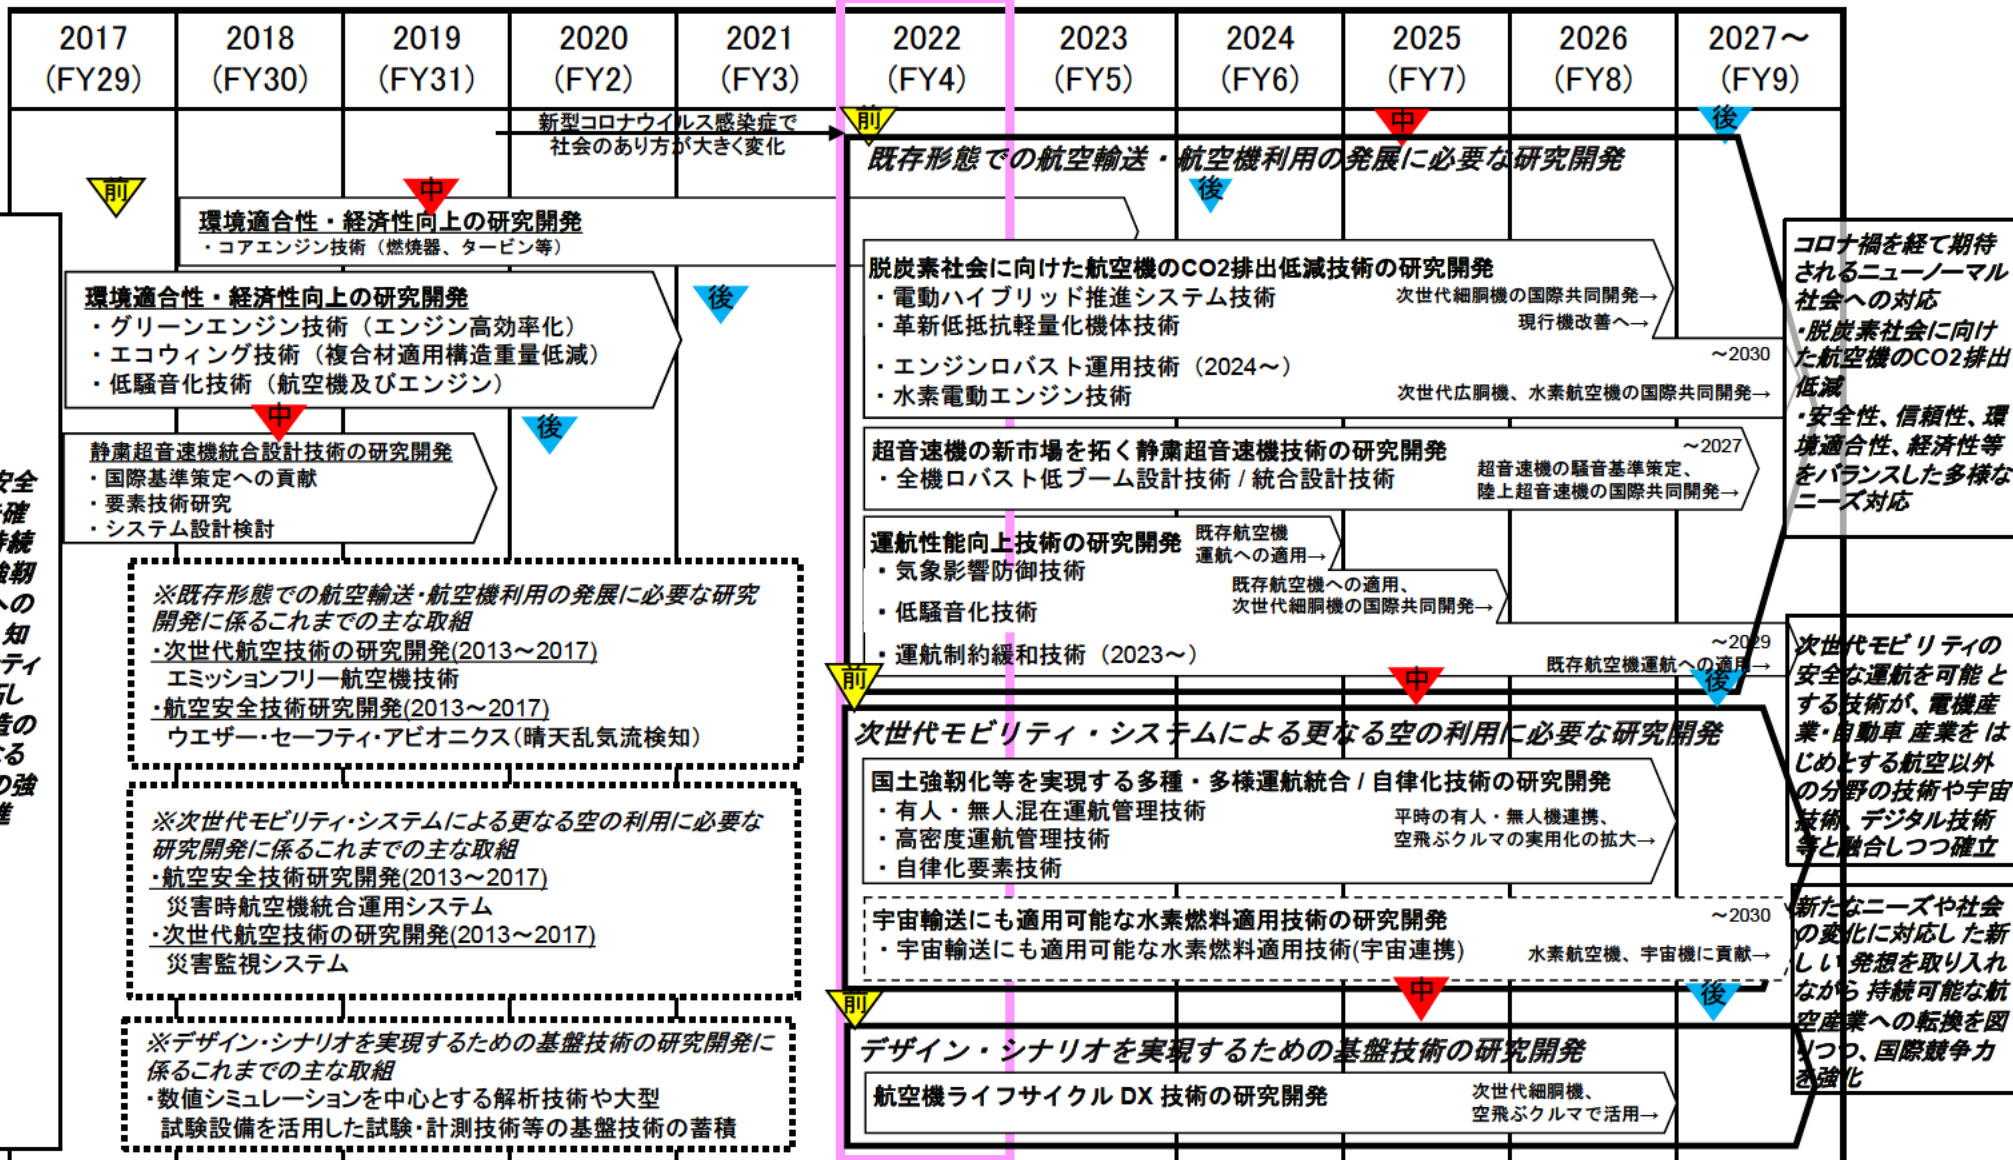 2017
(FY29)
2018
(FY30)
2019
(FY31)
2020
(FY2)
2021
(FY3)
2022
(FY4)
2023
(FY5)
2024
(FY6)
2025
(FY7)
2026
(FY8)
2027～
(FY9)
新型コロナウイルス感染症で
社会のあり方が大きく変化
前
中
後
既存形態での航空輸送・航空機利用の発展に必要な研究開発
前
中
後
環境適合性・経済性向上の研究開発
・コアエンジン技術（燃焼器、タービン等）
環境適合性・経済性向上の研究開発
・グリーンエンジン技術（エンジン高効率化）
・エコウィング技術（複合材適用構造重量低減）
・低騒音化技術（航空機及びエンジン）
後
中
後
静粛超音速機統合設計技術の研究開発
・国際基準策定への貢献
・要素技術研究
・システム設計検討
脱炭素社会に向けた航空機のCO2排出低減技術の研究開発
・電動ハイブリッド推進システム技術
次世代細胴機の国際共同開発→
・革新低抵抗軽量化機体技術
現行機改善へ→
～2030
・エンジンロバスト運用技術（2024～）
・水素電動エンジン技術
次世代広胴機、水素航空機の国際共同開発→
超音速機の新市場を拓く静粛超音速機技術の研究開発
～2027
・全機ロバスト低ブーム設計技術 / 統合設計技術
超音速機の騒音基準策定、
陸上超音速機の国際共同開発→
運航性能向上技術の研究開発
既存航空機
運航への適用→
・気象影響防御技術
既存航空機への適用、
次世代細胴機の国際共同開発→
・低騒音化技術
・運航制約緩和技術（2023～）
～2029
既存航空機運航への適用→
コロナ禍を経て期待
されるニューノーマル
社会への対応
・脱炭素社会に向け
た航空機のCO2排出
低減
・安全性、信頼性、環
境適合性、経済性等
をバランスした多様な
ニーズ対応
安全
確
持続
強靭
への
知
ティ
し
造の
なる
の強
進
※既存形態での航空輸送・航空機利用の発展に必要な研究
開発に係るこれまでの主な取組
・次世代航空技術の研究開発(2013～2017)
エミッションフリー航空機技術
・航空安全技術研究開発(2013～2017)
ウエザー・セーフティ・アビオニクス（晴天乱気流検知）
前
中
後
次世代モビリティ・システムによる更なる空の利用に必要な研究開発
国土強靭化等を実現する多種・多様運航統合 / 自律化技術の研究開発
・有人・無人混在運航管理技術
・高密度運航管理技術
・自律化要素技術
平時の有人・無人機連携、
空飛ぶクルマの実用化の拡大→
宇宙輸送にも適用可能な水素燃料適用技術の研究開発
～2030
・宇宙輸送にも適用可能な水素燃料適用技術(宇宙連携)
水素航空機、宇宙機に貢献→
次世代モビリティの
安全な運航を可能 と
する技術が、電機産
業・自動車 産業を は
じめとする航空以外
の分野の技術や宇宙
技術、デジタル技術
等と融合しつつ確立
※次世代モビリティ・システムによる更なる空の利用に必要な
研究開発に係るこれまでの主な取組
・航空安全技術研究開発(2013～2017)
災害時航空機統合運用システム
・次世代航空技術の研究開発(2013～2017)
災害監視システム
前
中
後
デザイン・シナリオを実現するための基盤技術の研究開発
航空機ライフサイクル DX 技術の研究開発
次世代細胴機、
空飛ぶクルマで活用→
新たなニーズや社会
の変化に対応し た新
し い 発想を取り入れ
ながら 持続可能な航
空産業への転換を図
りつつ、国際競争力
を強化
※デザイン・シナリオを実現するための基盤技術の研究開発に
係るこれまでの主な取組
・数値シミュレーションを中心とする解析技術や大型
試験設備を活用した試験・計測技術等の基盤技術の蓄積